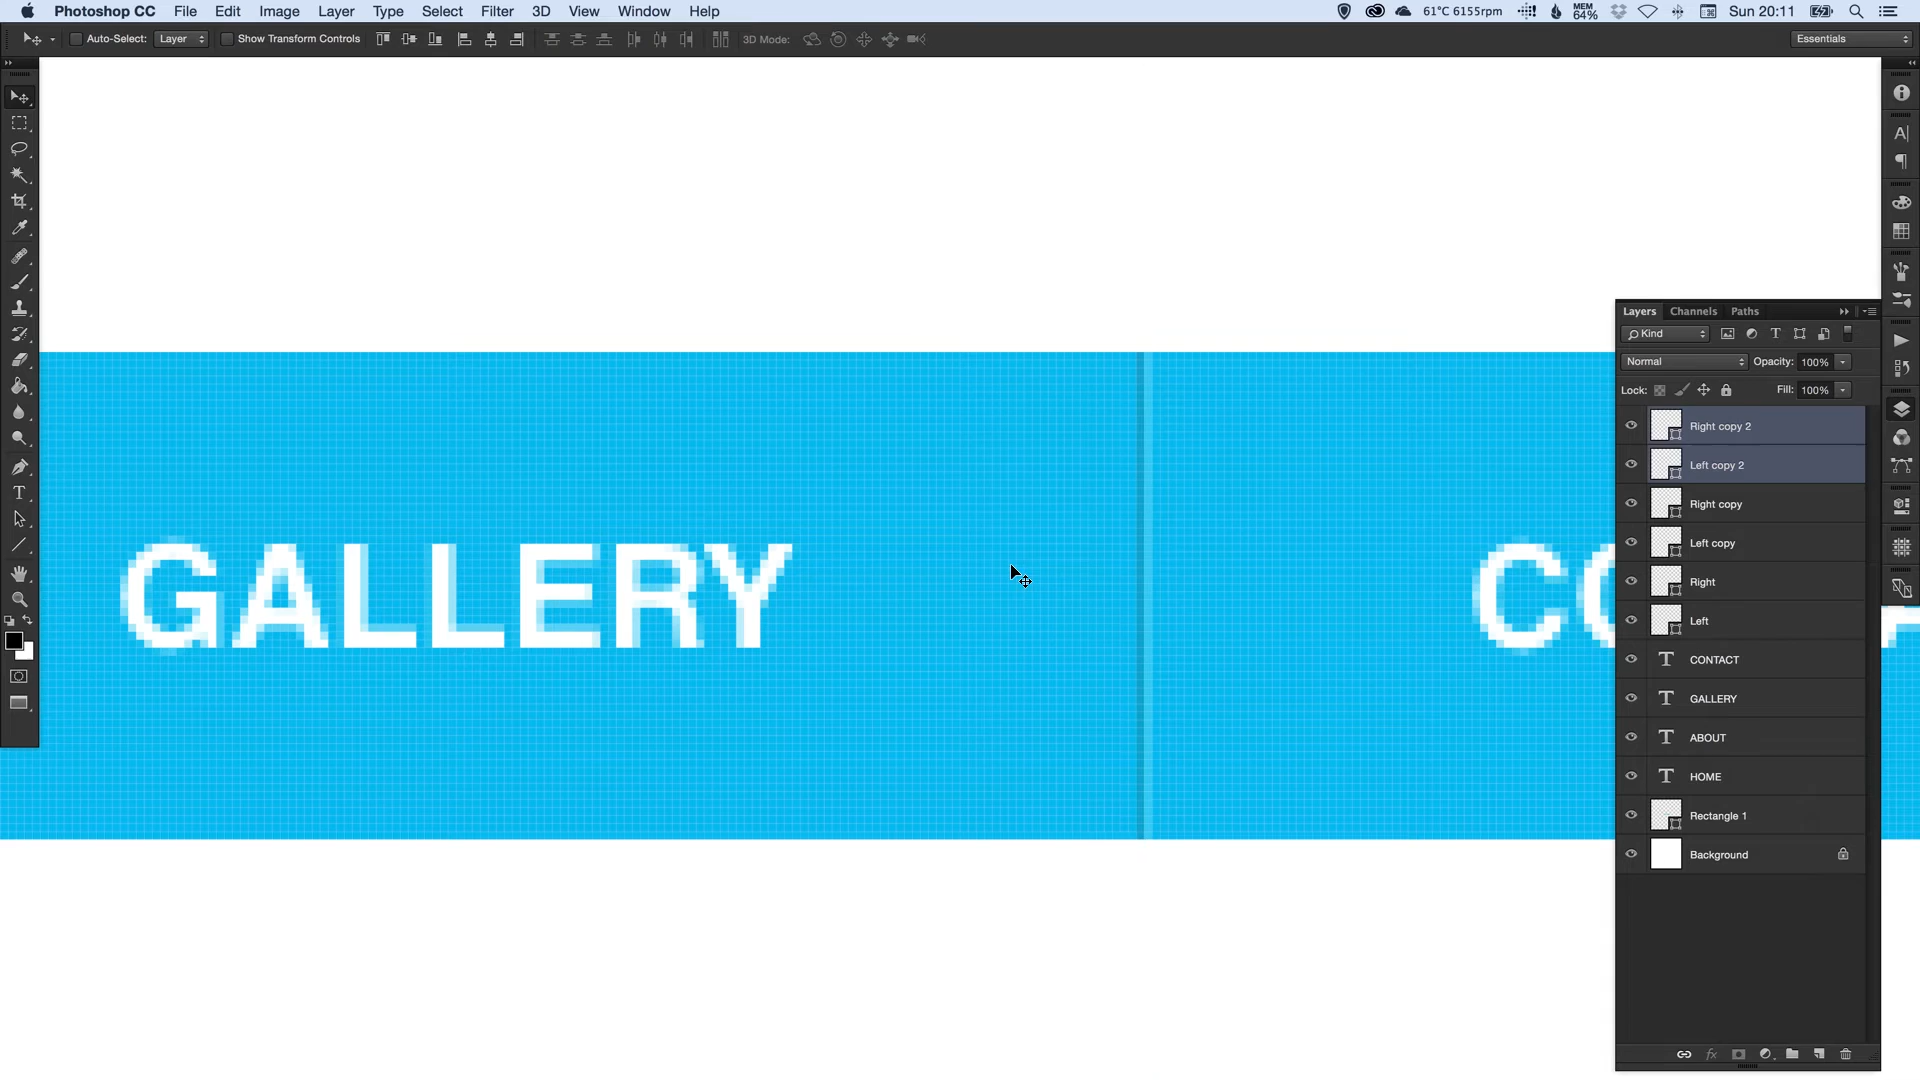 Photoshop CC File Edit Image Layer Type Select Filter 3D View Window Help 61°C 6155rpm MEM 64% Sun 20:11
Auto-Select: Layer Show Transform Controls 3D Mode: Essentials
GALLERY
CO
Layers Channels Paths
Kind
Normal Opacity: 100%
Lock: Fill: 100%
Right copy 2
Left copy 2
Right copy
Left copy
Right
Left
CONTACT
GALLERY
ABOUT
HOME
Rectangle 1
Background
fx